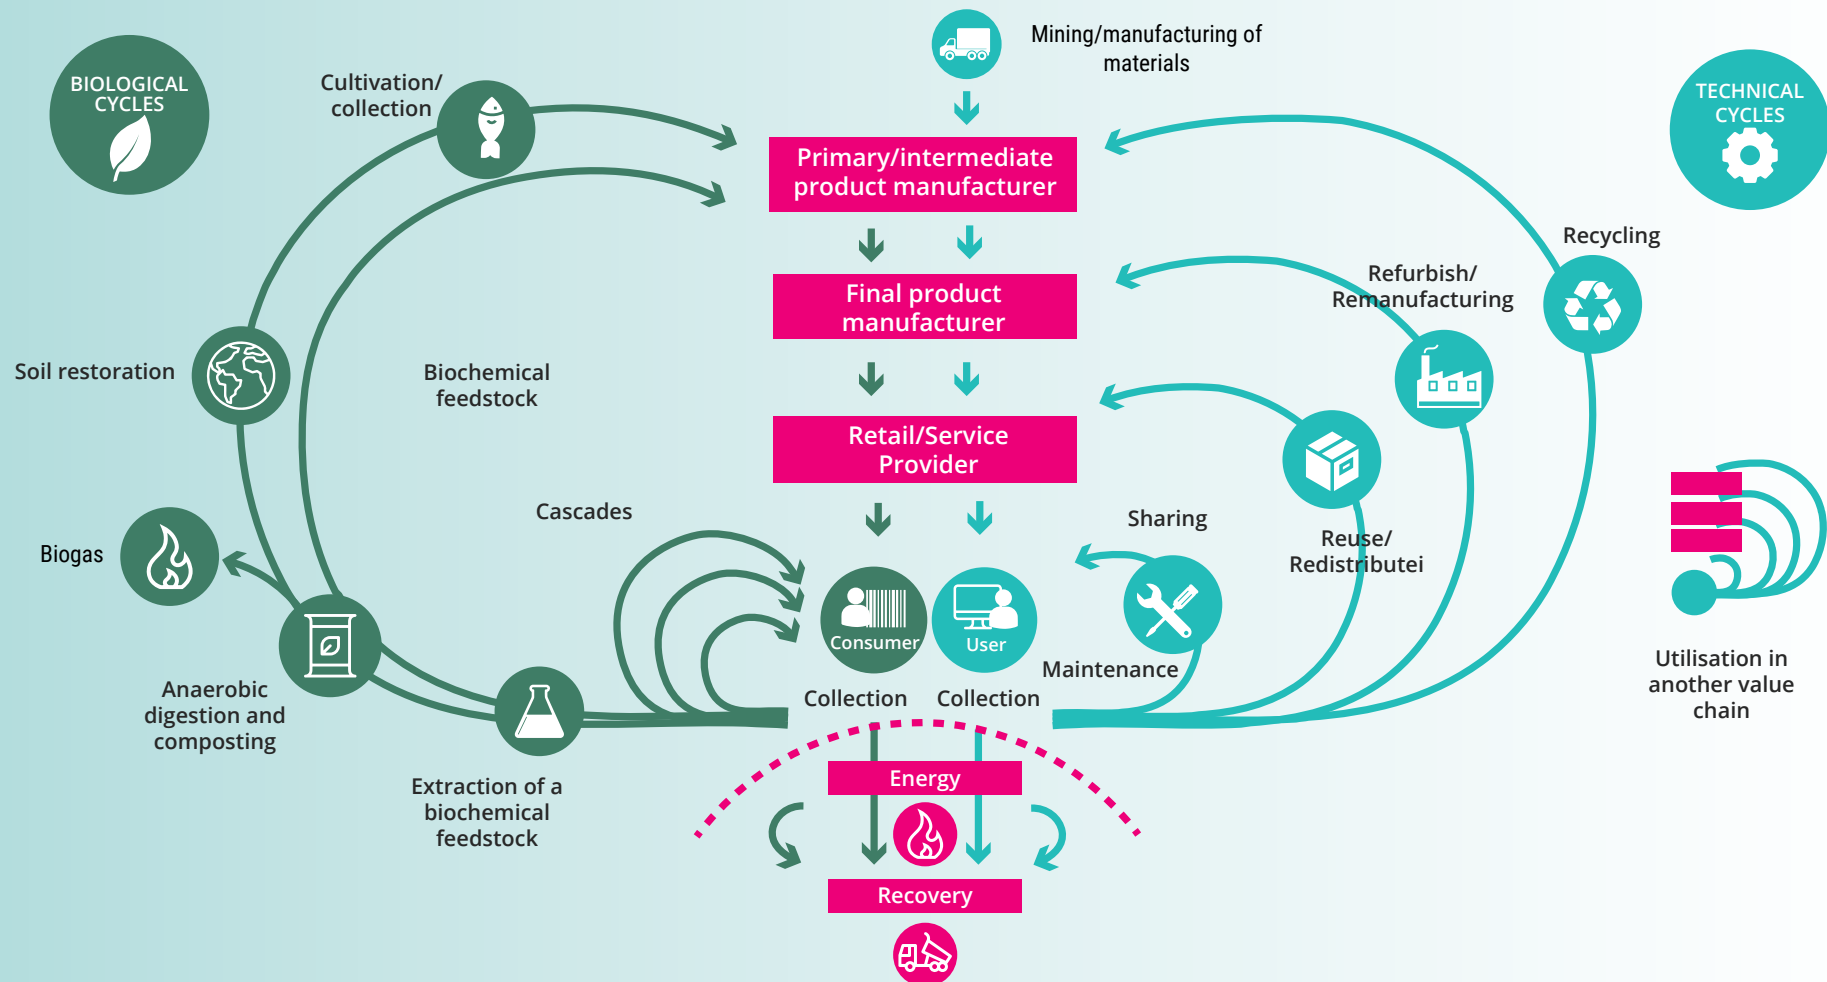 Mining/manufacturing of
materials
BIOLOGICAL
CYCLES
Cultivation/
collection
TECHNICAL
CYCLES
Primary/intermediate
product manufacturer
Recycling
Refurbish/
Remanufacturing
Final product
manufacturer
Soil restoration
Biochemical
feedstock
Retail/Service
Provider
Cascades
Sharing
Reuse/
Redistributei
Biogas
Consumer
User
Maintenance
Utilisation in
another value
chain
Collection
Collection
Anaerobic
digestion and
composting
Extraction of a
biochemical
feedstock
Energy
Recovery